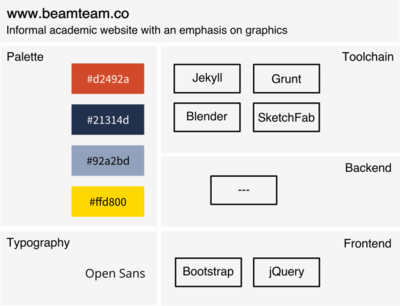 www.beamteam.co
Informal academic website with an emphasis on graphics
Palette
#d2492a
#21314d
#92a2bd
#ffd800
Toolchain
Jekyll
Grunt
Blender
SketchFab
Backend
---
Typography
Open Sans
Frontend
Bootstrap
jQuery